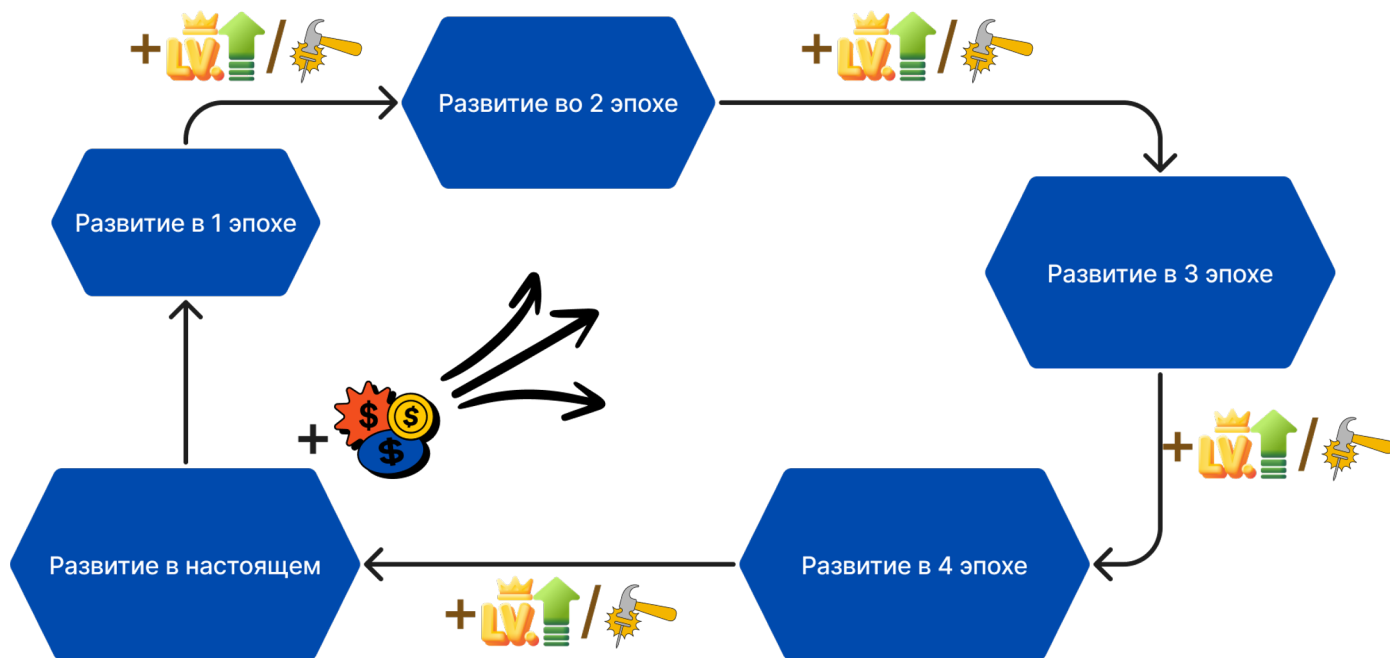 + LV. /
+ LV. /
Развитие во 2 эпохе
Развитие в 1 эпохе
Развитие в 3 эпохе
+ $ $ $
+ LV. /
Развитие в настоящем
Развитие в 4 эпохе
+ LV. /